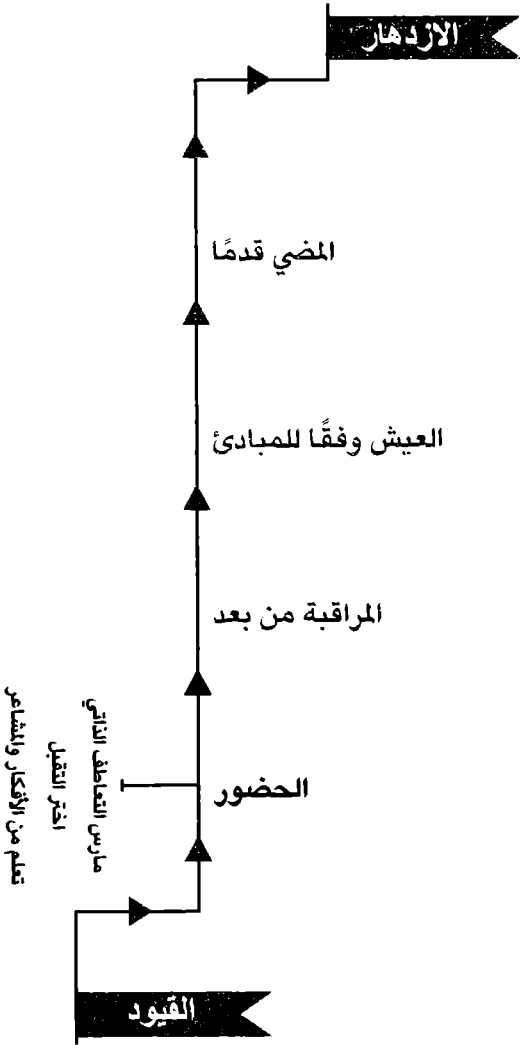 الازدهار
المضي قدمًا
العيش وفقًا للمبادئ
المراقبة من بعد
الحضور
مارس التعاطف الذاتي
اختر التقبل
تعلم من الأفكار والمشاعر
القيود